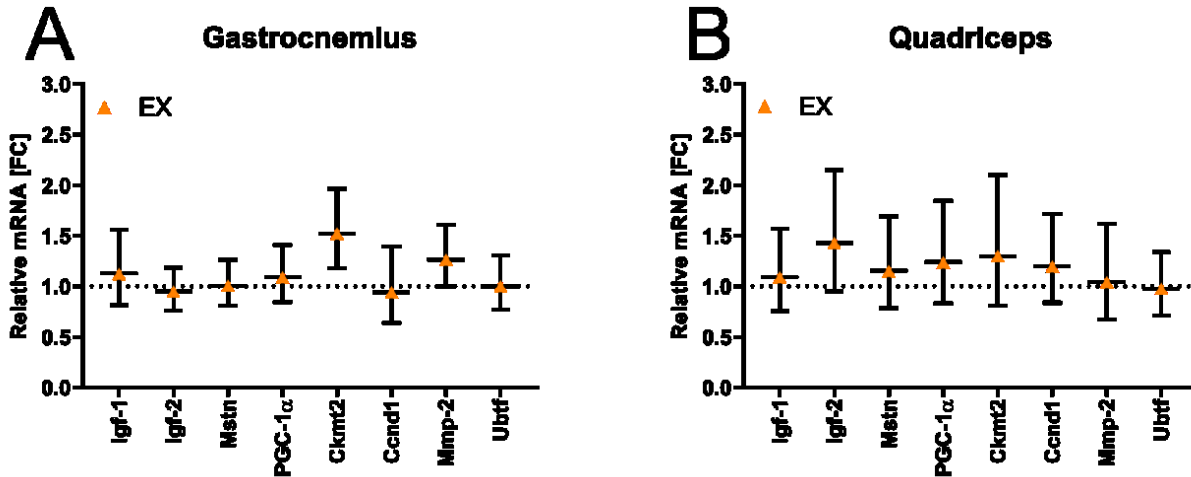 A
Gastrocnemius
Relative mRNA [FC]
3.0
2.5
2.0
1.5
1.0
0.5
0.0
EX
Igf-1
Igf-2
Mstn
PGC-1α
Ckmt2
Ccnd1
Mmp-2
Ubtf
B
Quadriceps
Relative mRNA [FC]
3.0
2.5
2.0
1.5
1.0
0.5
0.0
EX
Igf-1
Igf-2
Mstn
PGC-1α
Ckmt2
Ccnd1
Mmp-2
Ubtf